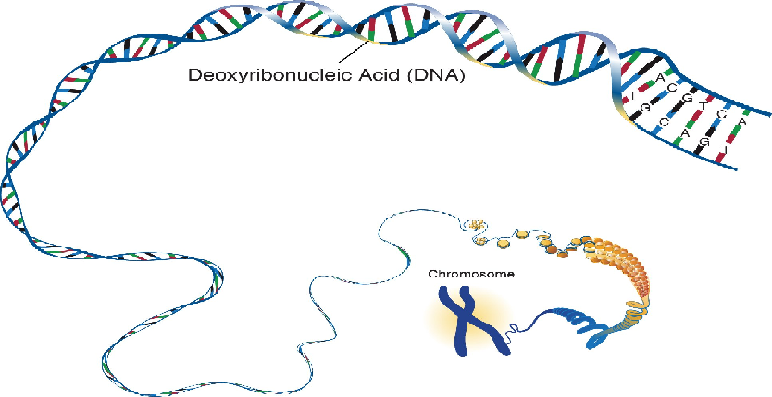 Deoxyribonucleic Acid (DNA)
A C G T C A
T G C A G T
Chromosome